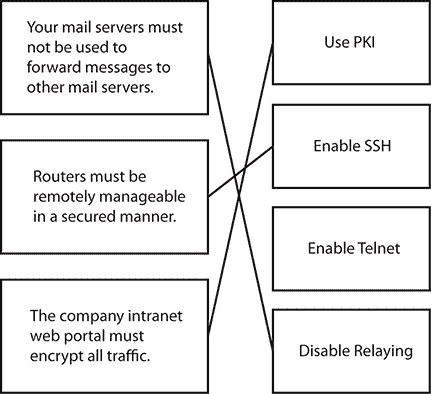 Your mail servers must
not be used to
forward messages to
other mail servers.
Routers must be
remotely manageable
in a secured manner.
The company intranet
web portal must
encrypt all traffic.
Use PKI
Enable SSH
Enable Telnet
Disable Relaying